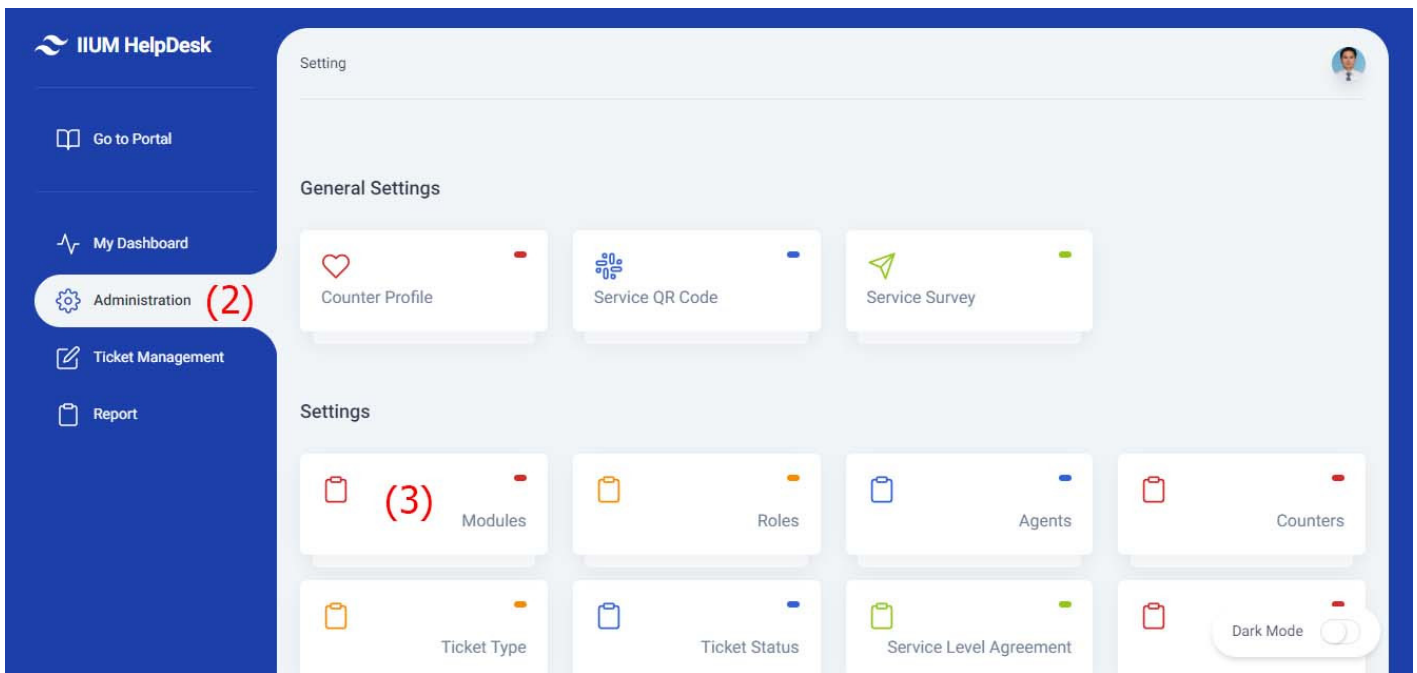 IIUM HelpDesk
Setting
Go to Portal
General Settings
My Dashboard
Administration (2)
Ticket Management
Report
Counter Profile
Service QR Code
Service Survey
Settings
(3)
Modules
Roles
Agents
Counters
Ticket Type
Ticket Status
Service Level Agreement
Dark Mode